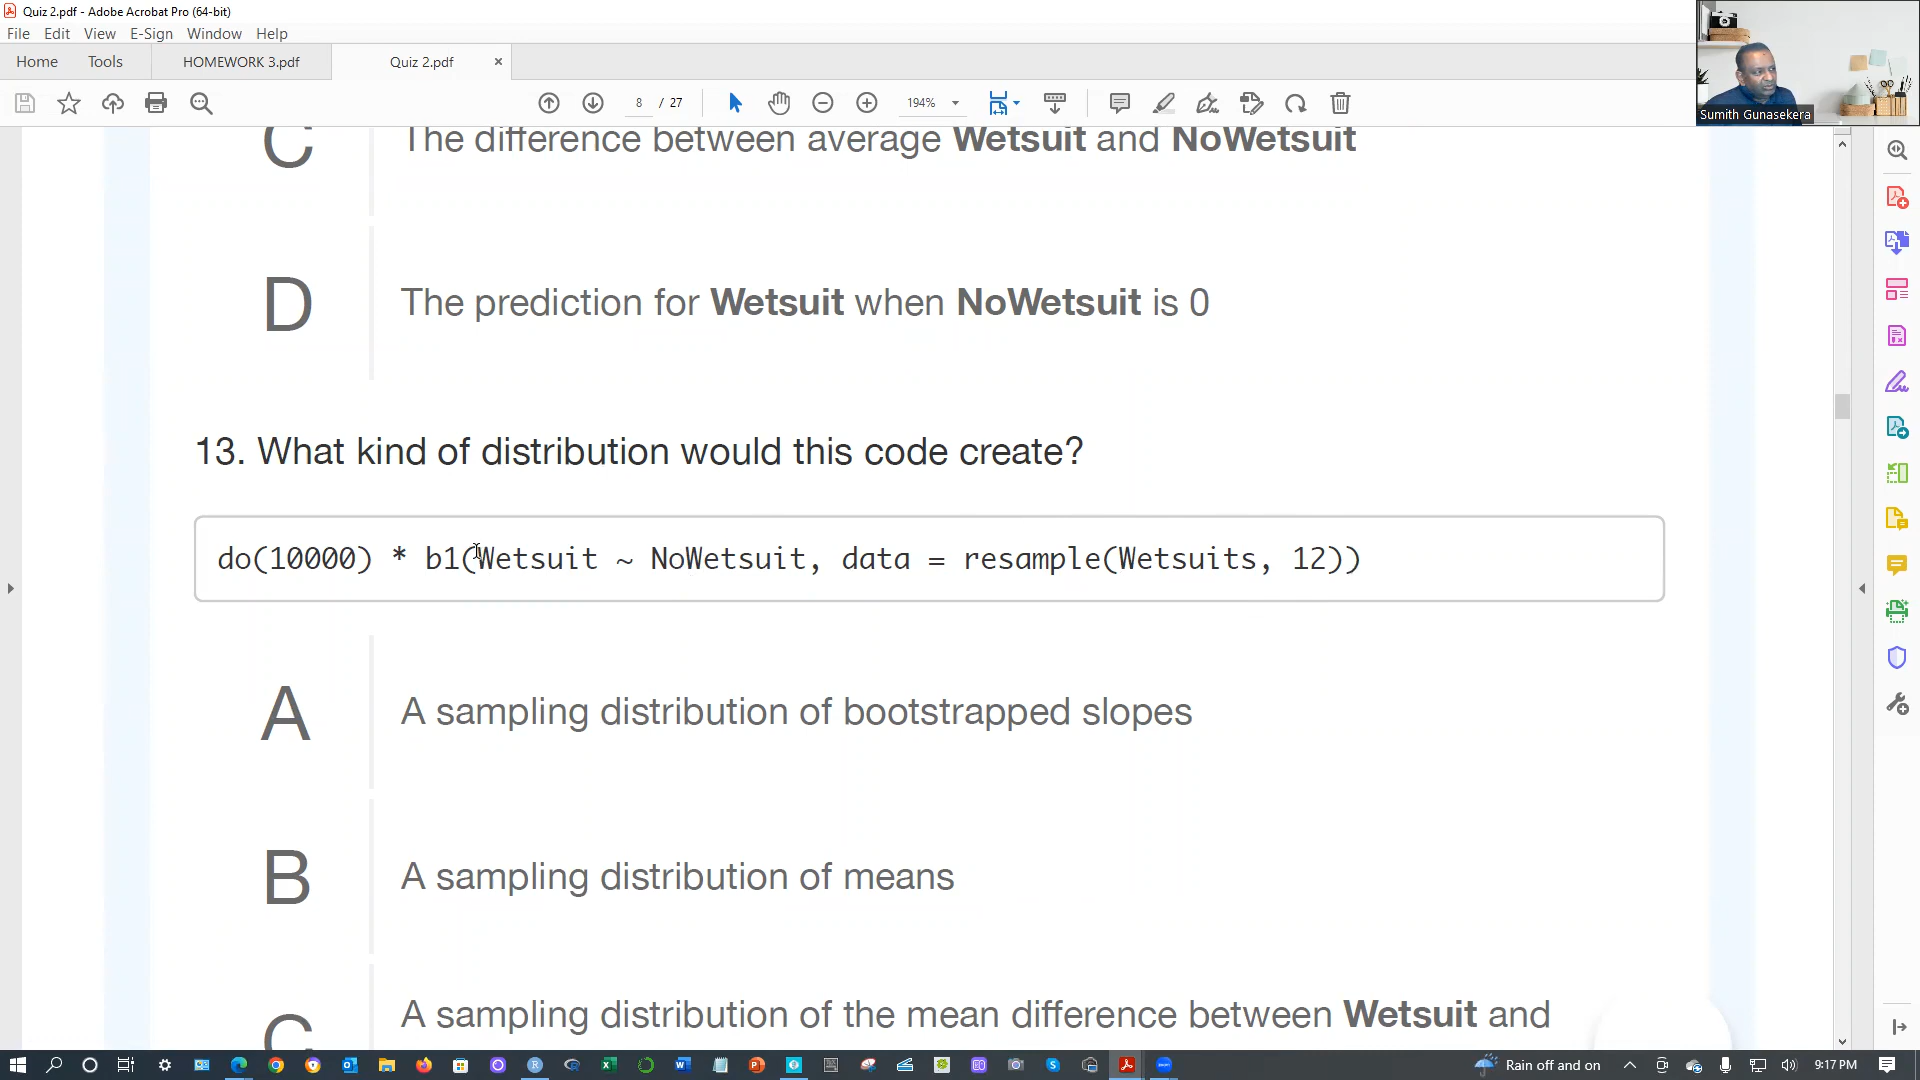 Quiz 2.pdf - Adobe Acrobat Pro (64-bit)
File Edit View E-Sign Window Help
Home Tools HOMEWORK 3.pdf Quiz 2.pdf ×
8 / 27 194%
Sumith Gunasekera
C The difference between average Wetsuit and NoWetsuit
D The prediction for Wetsuit when NoWetsuit is 0
13. What kind of distribution would this code create?
do(10000) * b1(Wetsuit ~ NoWetsuit, data = resample(Wetsuits, 12))
A A sampling distribution of bootstrapped slopes
B A sampling distribution of means
C A sampling distribution of the mean difference between Wetsuit and
Rain off and on 9:17 PM